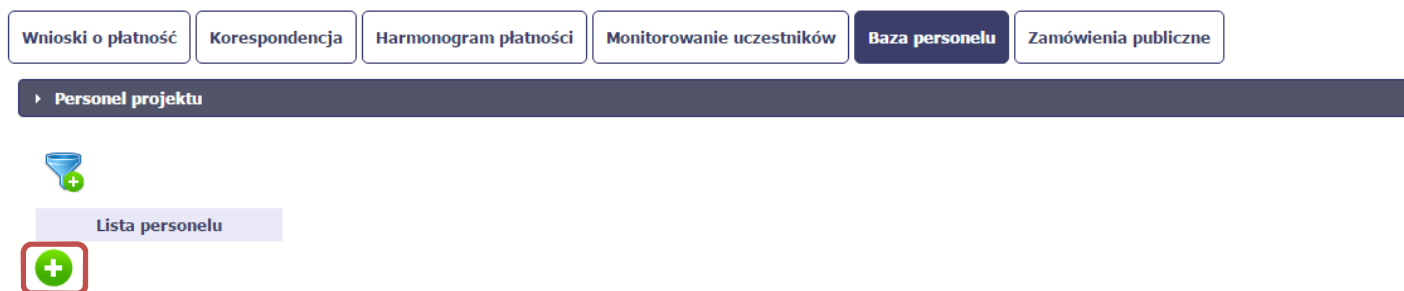 Wnioski o płatność Korespondencja Harmonogram płatności Monitorowanie uczestników Baza personelu Zamówienia publiczne
Personel projektu
Lista personelu